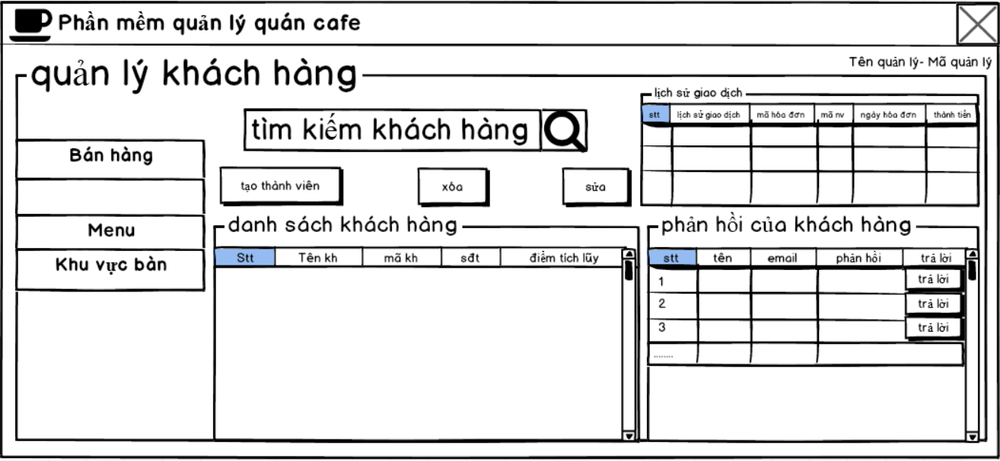 Phần mềm quản lý quán cafe
Tên quản lý- Mã quản lý
quản lý khách hàng
tìm kiếm khách hàng
Bán hàng
Menu
Khu vực bàn
tạo thành viên
xóa
sửa
lịch sử giao dịch
stt lịch sử giao dịch mã hóa đơn mã nv ngày hóa đơn thành tiền
danh sách khách hàng
Stt Tên kh mã kh sđt điểm tích lũy
phản hồi của khách hàng
stt tên email phản hồi trả lời
1 trả lời
2 trả lời
3 trả lời
........